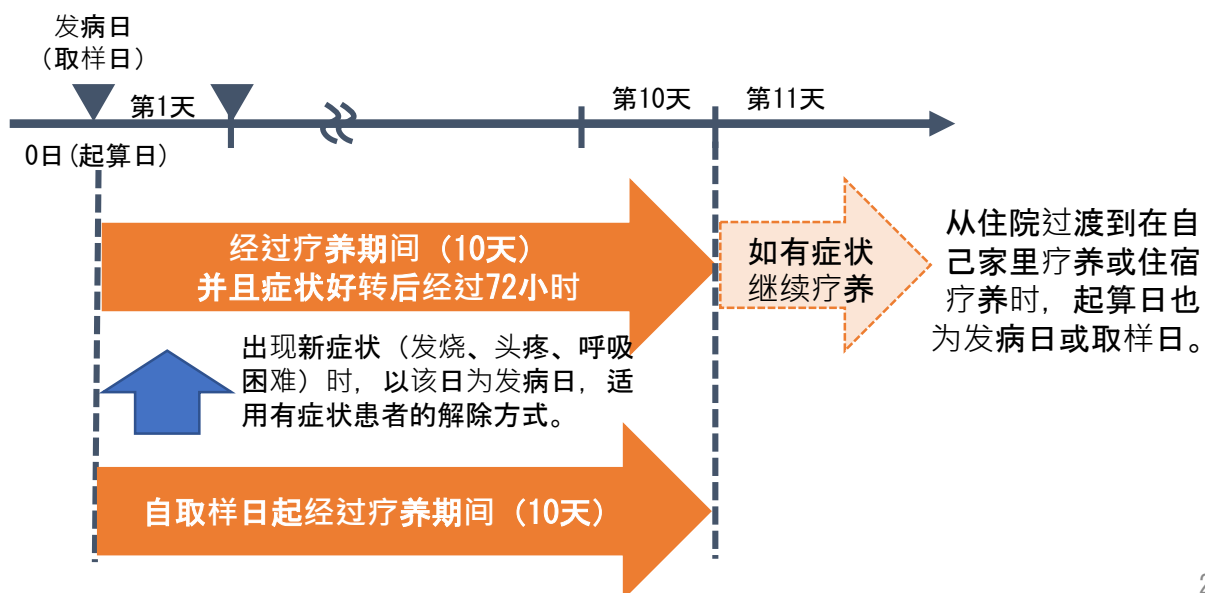 发病日
（取样日）
第1天
第10天
第11天
0日(起算日)
经过疗养期间（10天）
并且症状好转后经过72小时
如有症状
继续疗养
从住院过渡到在自
己家里疗养或住宿
疗养时，起算日也
为发病日或取样日。
出现新症状（发烧、头疼、呼吸
困难）时，以该日为发病日，适
用有症状患者的解除方式。
自取样日起经过疗养期间（10天）
2